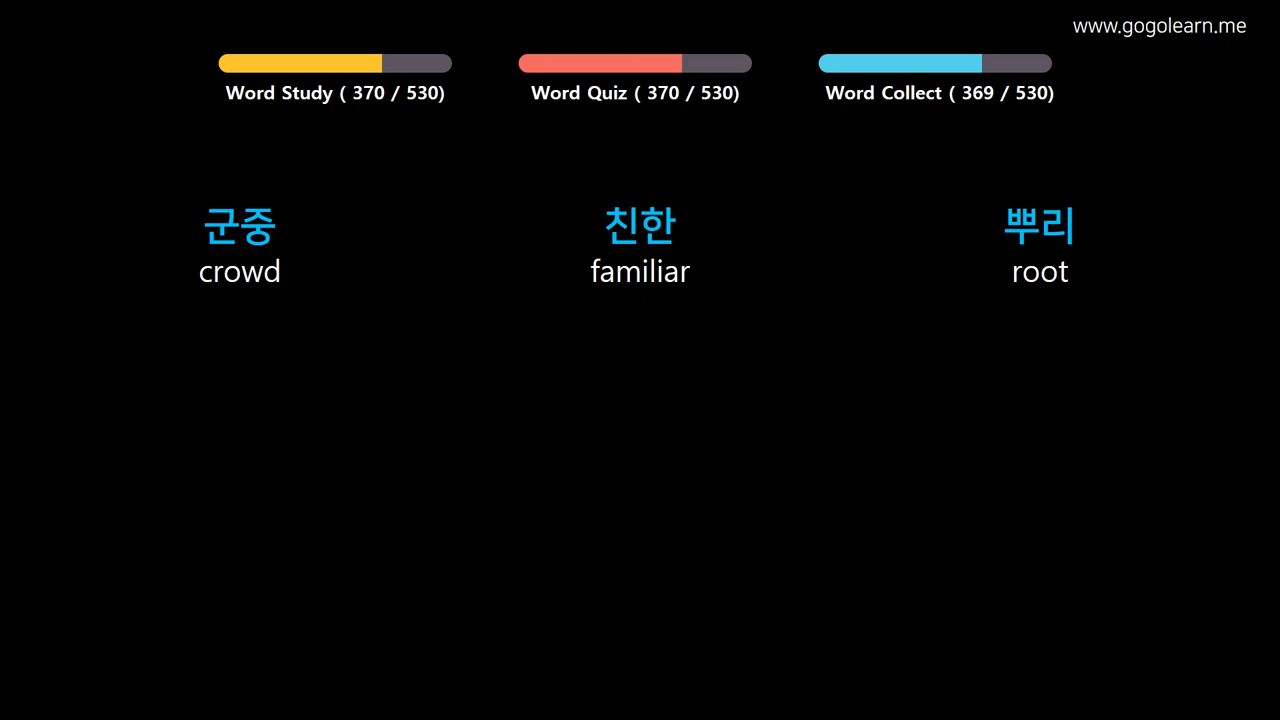 www.gogolearn.me
Word Study ( 370 / 530)
Word Quiz ( 370 / 530)
Word Collect ( 369 / 530)
군중
crowd
친한
familiar
뿌리
root